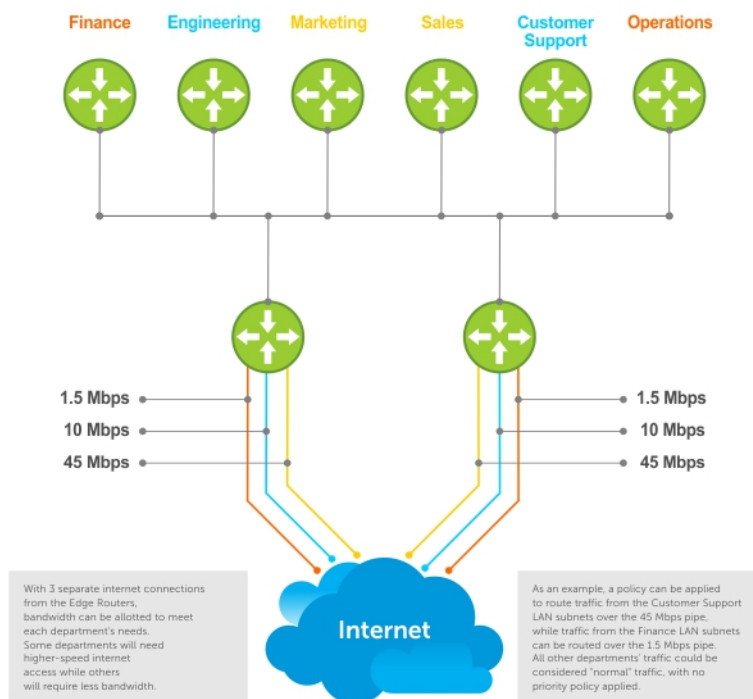 Finance
Engineering
Marketing
Sales
Customer
Support
Operations
1.5 Mbps
10 Mbps
45 Mbps
1.5 Mbps
10 Mbps
45 Mbps
With 3 separate internet connections
from the Edge Routers,
bandwidth can be allotted to meet
each department's needs.
Some departments will need
higher-speed internet
access while others
will require less bandwidth.
Internet
As an example, a policy can be applied
to route traffic from the Customer Support
LAN subnets over the 45 Mbps pipe,
while traffic from the Finance LAN subnets
can be routed over the 1.5 Mbps pipe.
All other departments' traffic could be
considered "normal" traffic, with no
priority policy applied.